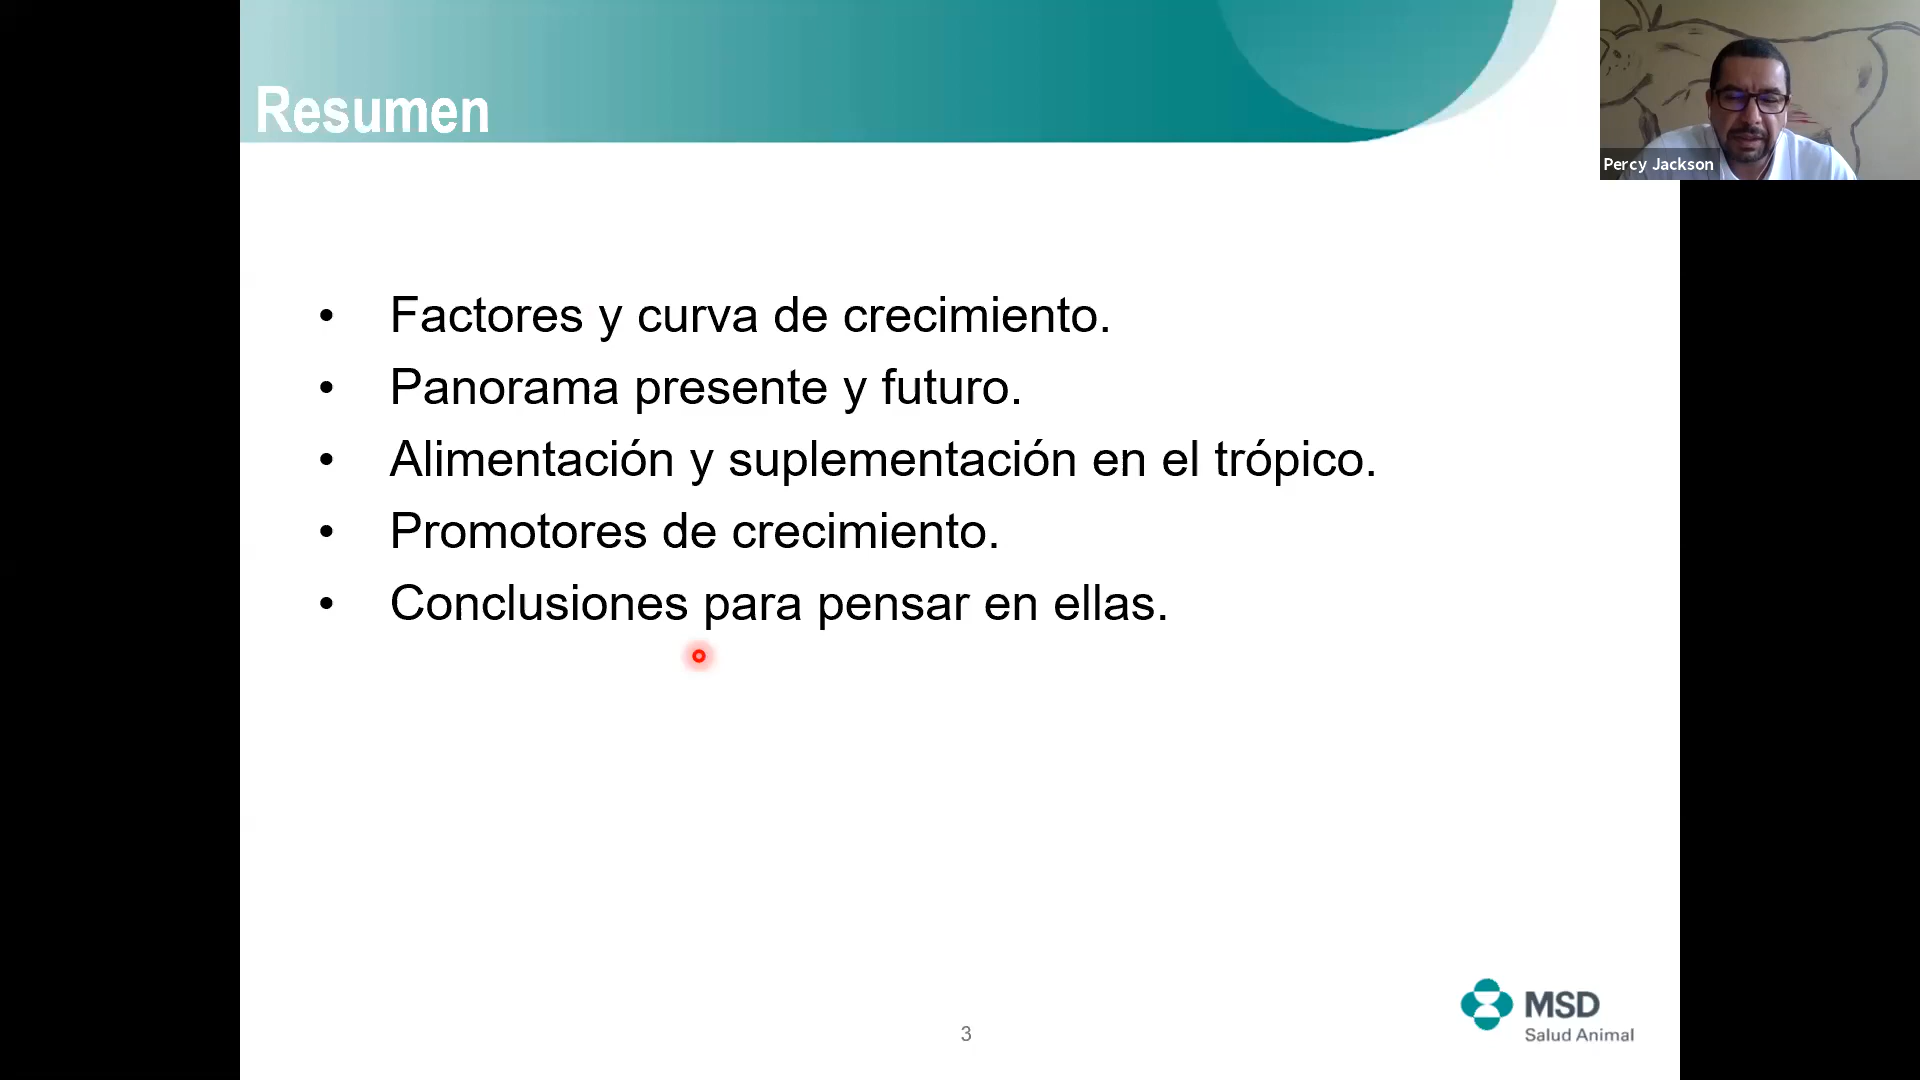 Resumen
Percy Jackson
• Factores y curva de crecimiento.
• Panorama presente y futuro.
• Alimentación y suplementación en el trópico.
• Promotores de crecimiento.
• Conclusiones para pensar en ellas.
3
MSD
Salud Animal